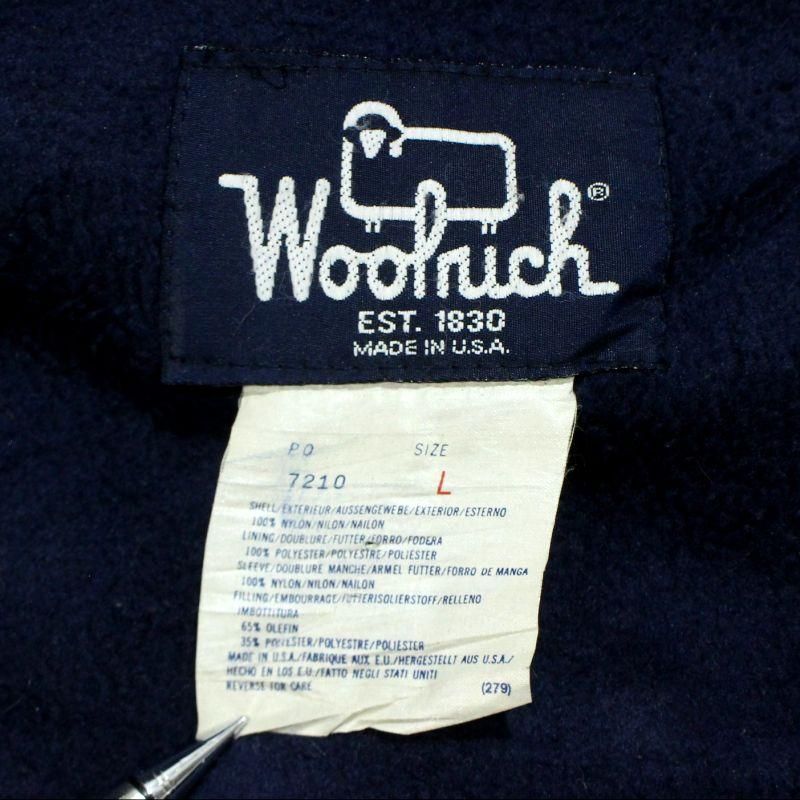 Woolrich®
EST. 1830
MADE IN U.S.A.
PO SIZE
7210 L
SHELL/EXTERIEUR/AUSSENGEWEBE/EXTERIOR/ESTERNO
100% NYLON/NILON/NAILON
LINING/DOUBLURE/FUTTER/FORRO/FODERA
100% POLYESTER/POLYESTRE/POLIESTER
SLEEVE/DOUBLURE MANCHE/ARMEL FUTTER/FORRO DE MANGA
100% NYLON/NILON/NAILON
FILLING/EMBOURRAGE/FUTTERISOLIERSTOFF/RELLENO
IMBOTTITURA
65% OLEFIN
35% POLYESTER/POLYESTRE/POLIESTER
MADE IN U.S.A./FABRIQUE AUX E.U./HERGESTELLT AUS U.S.A./
HECHO EN LOS E.U./FATTO NEGLI STATI UNITI
REVERSE FOR CARE (279)